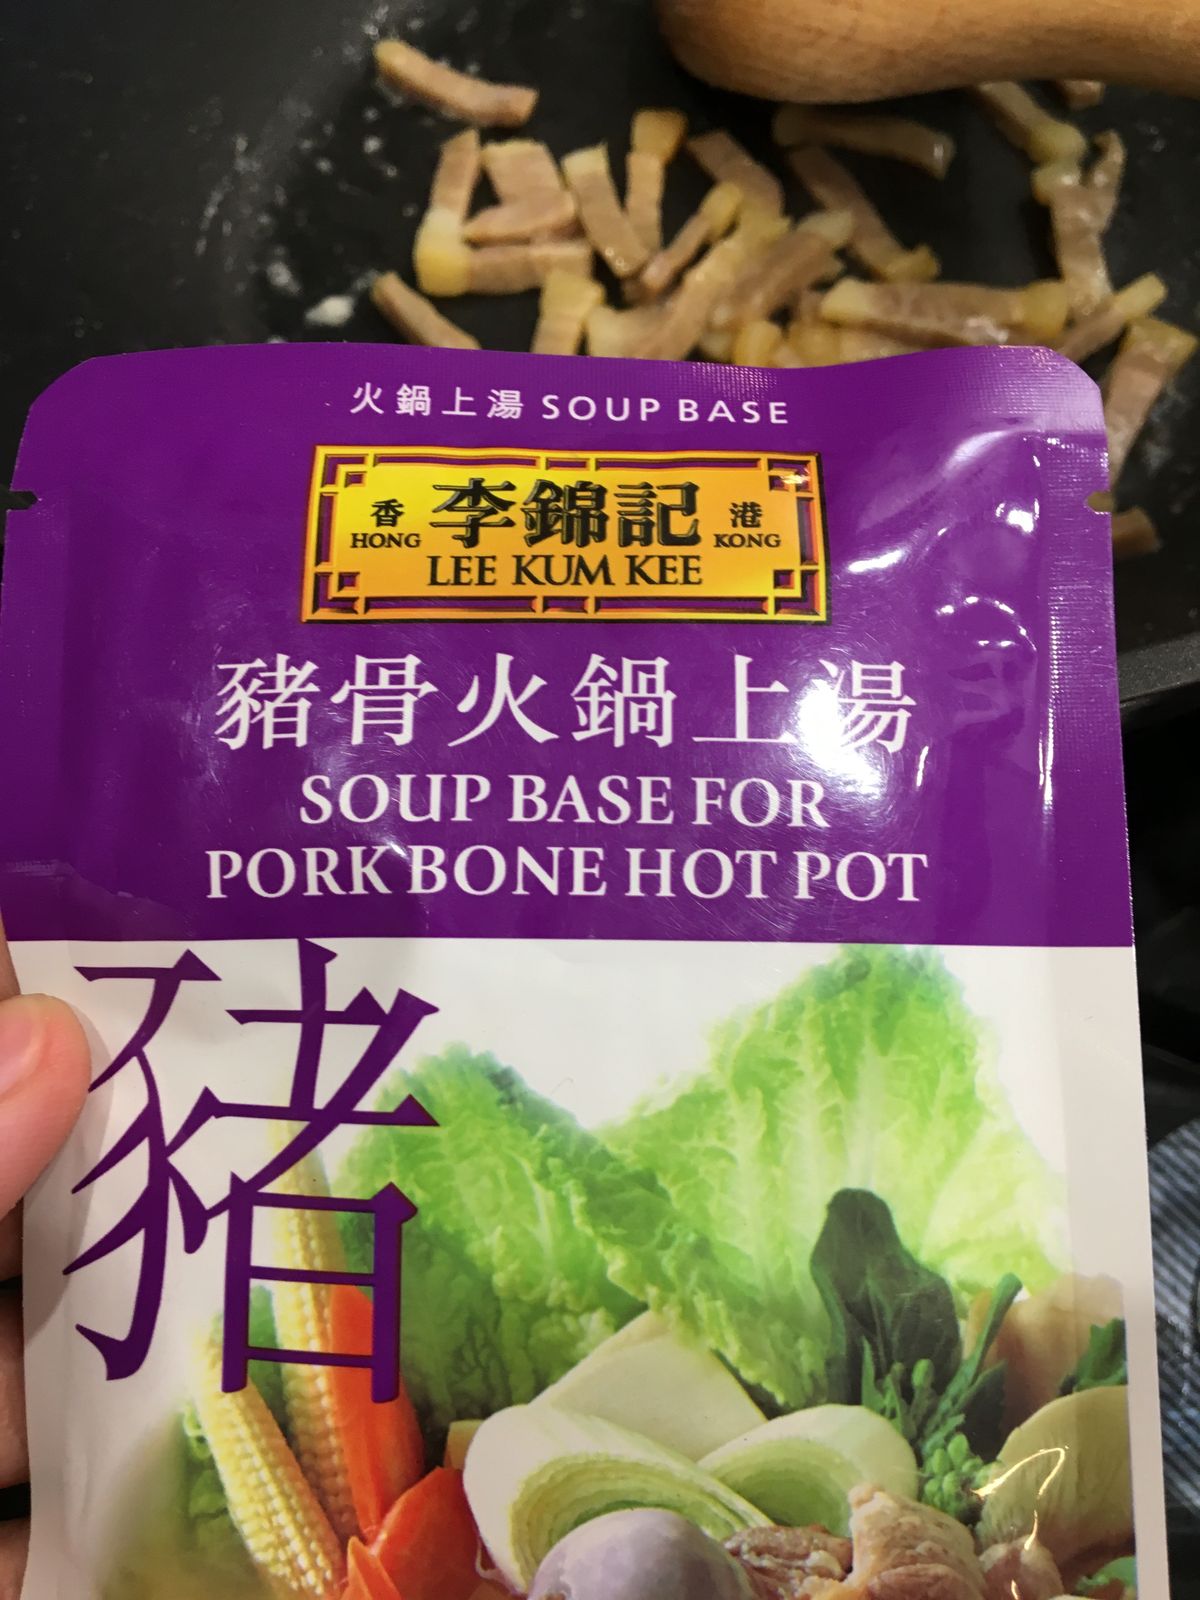 火鍋上湯 SOUP BASE
香 李錦記 港
HONG KONG
LEE KUM KEE
豬骨火鍋上湯
SOUP BASE FOR
PORK BONE HOT POT
豬